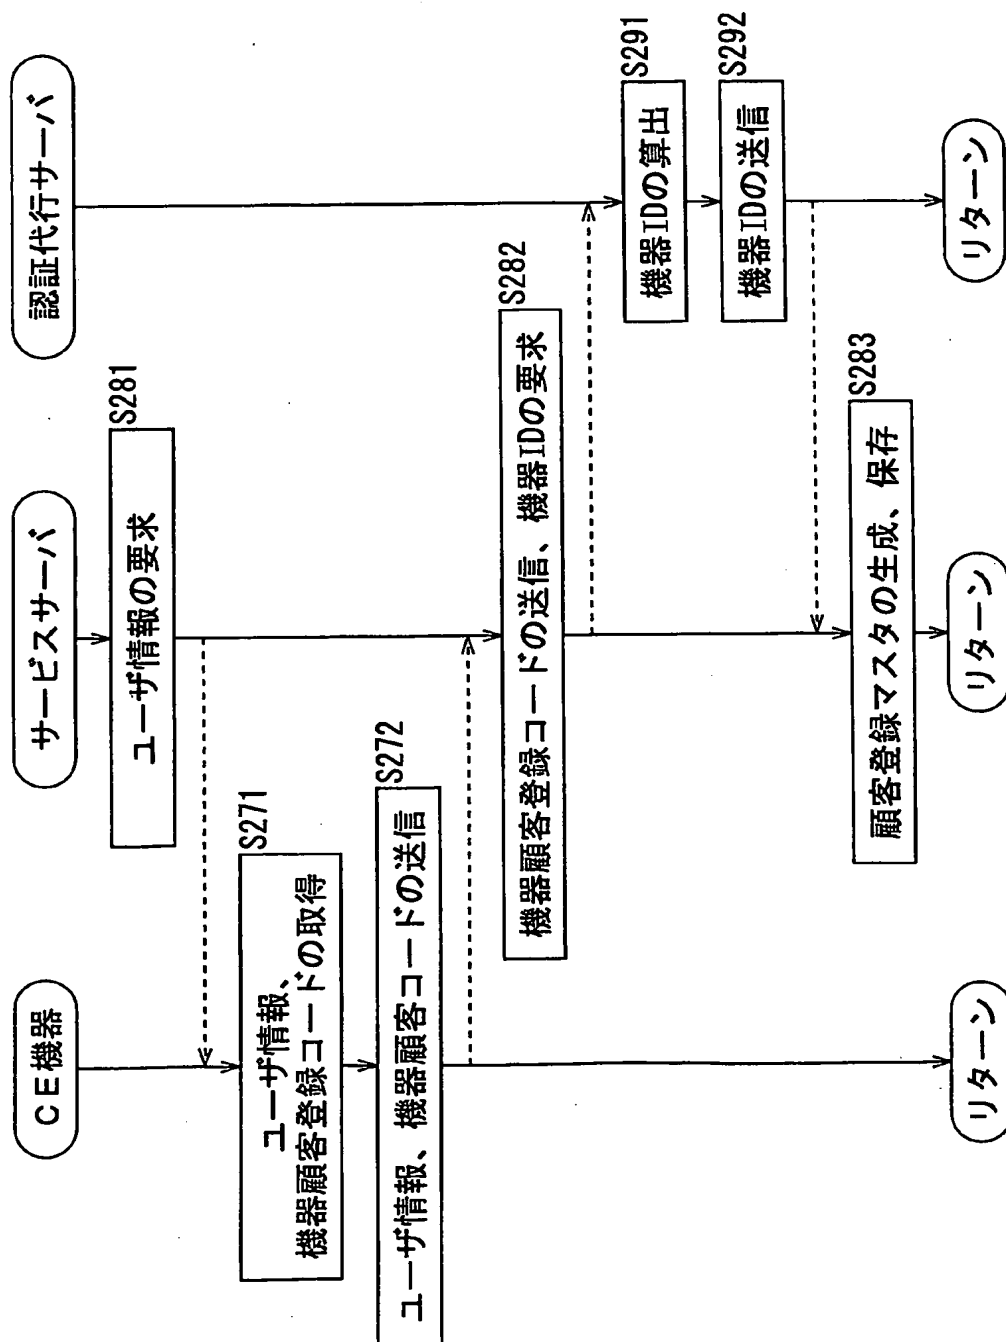 CE機器
サービスサーバ
認証代行サーバ
ユーザ情報の要求
S281
ユーザ情報、
機器顧客登録コードの取得
S271
ユーザ情報、機器顧客コードの送信
S272
機器顧客登録コードの送信、機器IDの要求
S282
機器IDの算出
S291
機器IDの送信
S292
顧客登録マスタの生成、保存
S283
リターン
リターン
リターン